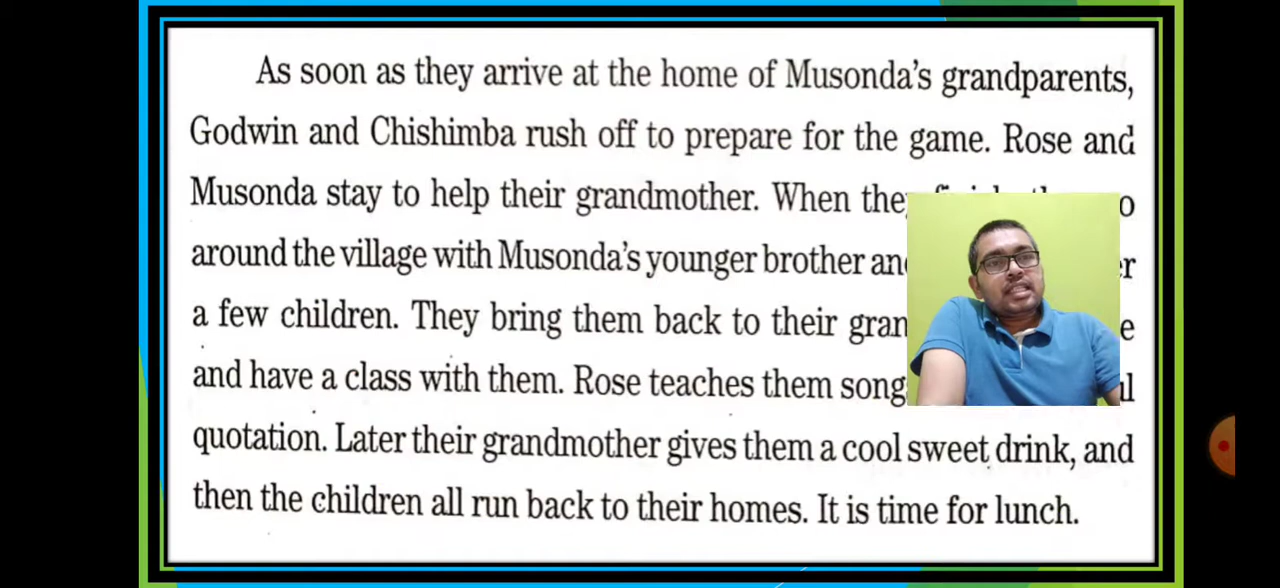 As soon as they arrive at the home of Musonda's grandparents,
Godwin and Chishimba rush off to prepare for the game. Rose and
Musonda stay to help their grandmother. When they
around the village with Musonda's younger brother
a few children. They bring them back to their
and have a class with them. Rose teaches them
quotation. Later their grandmother gives them a cool sweet drink, and
then the children all run back to their homes. It is time for lunch.